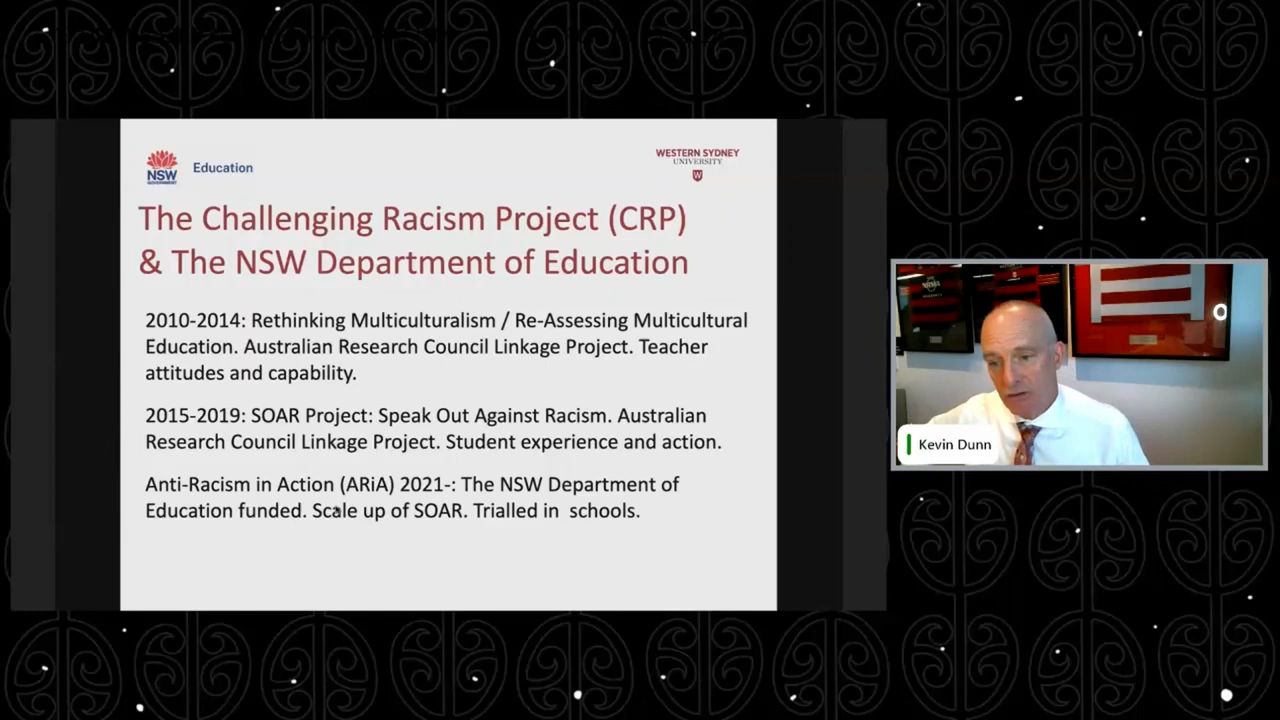 NSW
GOVERNMENT
Education
WESTERN SYDNEY
UNIVERSITY
W
The Challenging Racism Project (CRP)
& The NSW Department of Education
2010-2014: Rethinking Multiculturalism / Re-Assessing Multicultural
Education. Australian Research Council Linkage Project. Teacher
attitudes and capability.
2015-2019: SOAR Project: Speak Out Against Racism. Australian
Research Council Linkage Project. Student experience and action.
Anti-Racism in Action (ARiA) 2021-: The NSW Department of
Education funded. Scale up of SOAR. Trialled in  schools.
Kevin Dunn